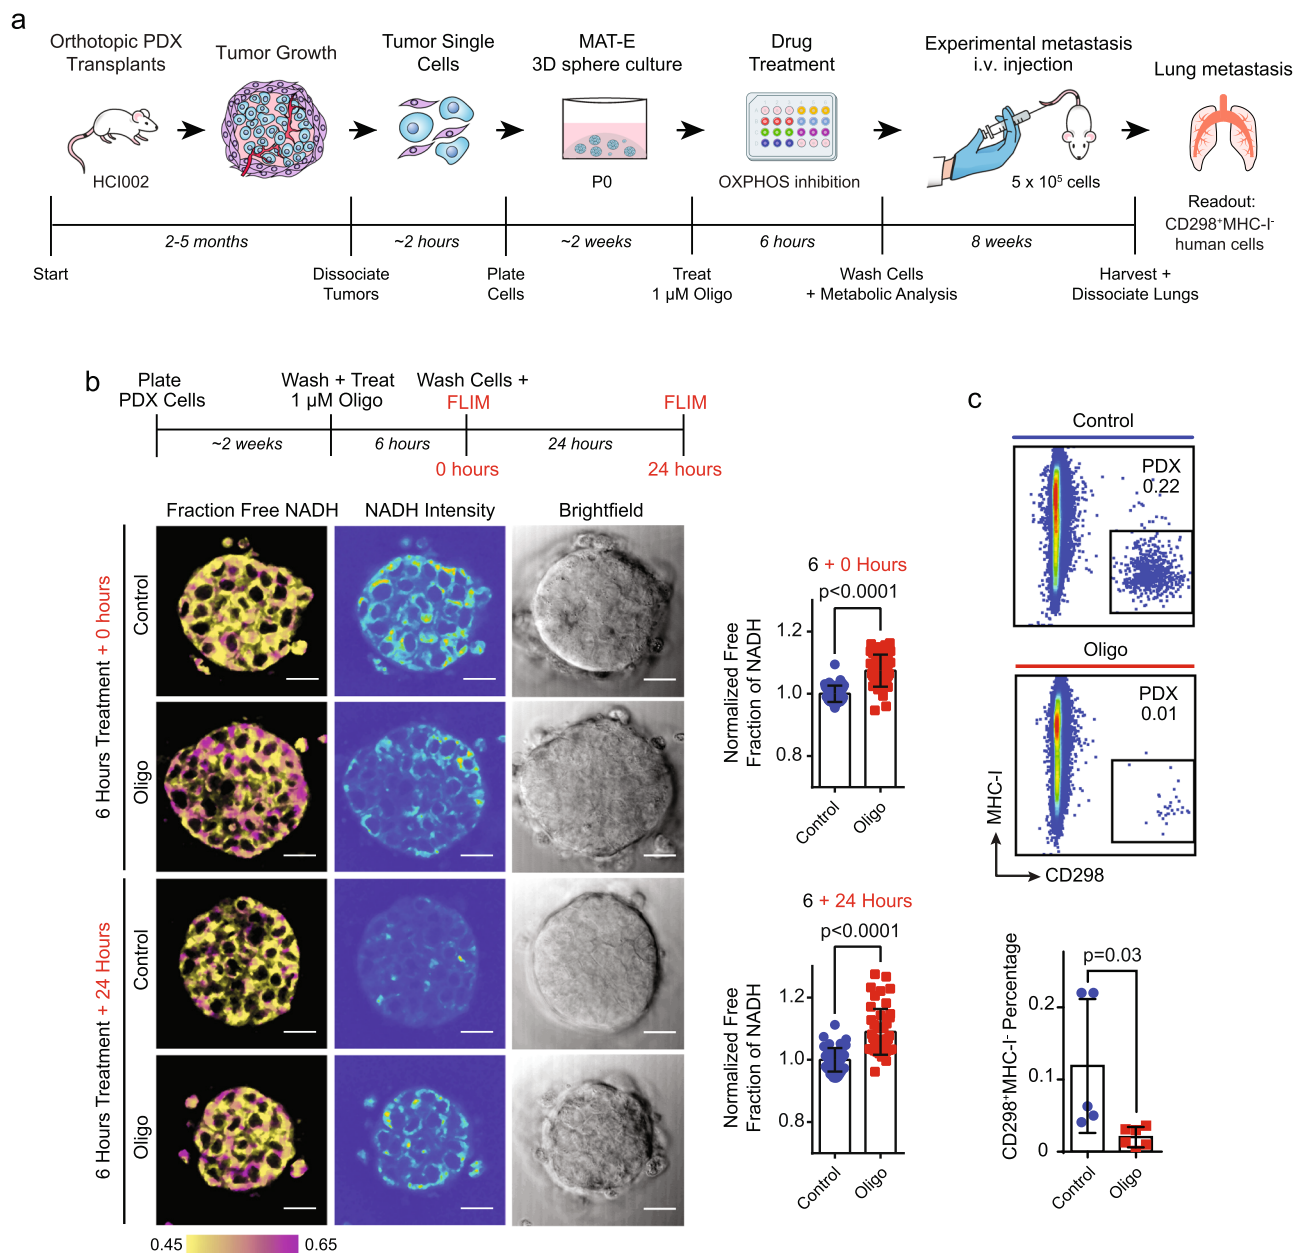 a
Orthotopic PDX
Transplants
HCI002
Tumor Growth
Tumor Single
Cells
MAT-E
3D sphere culture
P0
Drug
Treatment
OXPHOS inhibition
Experimental metastasis
i.v. injection
5 x 10⁵ cells
Lung metastasis
Readout:
CD298⁺MHC-I⁻
human cells
2-5 months
~2 hours
~2 weeks
6 hours
8 weeks
Start
Dissociate
Tumors
Plate
Cells
Treat
1 µM Oligo
Wash Cells
+ Metabolic Analysis
Harvest +
Dissociate Lungs
b
Plate
PDX Cells
Wash + Treat
1 µM Oligo
Wash Cells +
FLIM
FLIM
~2 weeks
6 hours
24 hours
0 hours
24 hours
Fraction Free NADH
NADH Intensity
Brightfield
6 Hours Treatment + 0 hours
Control
Oligo
6 Hours Treatment + 24 Hours
Control
Oligo
0.45
0.65
6 + 0 Hours
p<0.0001
Normalized Free
Fraction of NADH
1.2
1.0
0.8
Control
Oligo
6 + 24 Hours
p<0.0001
Normalized Free
Fraction of NADH
1.2
1.0
0.8
Control
Oligo
c
Control
PDX
0.22
Oligo
PDX
0.01
MHC-I
CD298
p=0.03
CD298⁺MHC-I⁻ Percentage
0.2
0.1
0
Control
Oligo